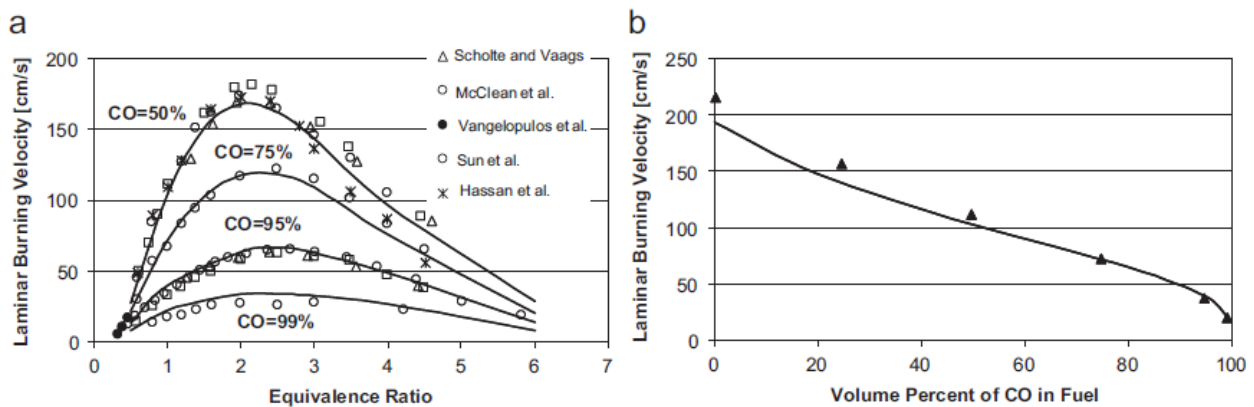 a
Laminar Burning Velocity [cm/s]
200
150
100
50
0
0 1 2 3 4 5 6 7
Equivalence Ratio
CO=50%
CO=75%
CO=95%
CO=99%
Scholte and Vaags
McClean et al.
Vangelopulos et al.
Sun et al.
Hassan et al.
b
Laminar Burning Velocity [cm/s]
250
200
150
100
50
0
0 20 40 60 80 100
Volume Percent of CO in Fuel